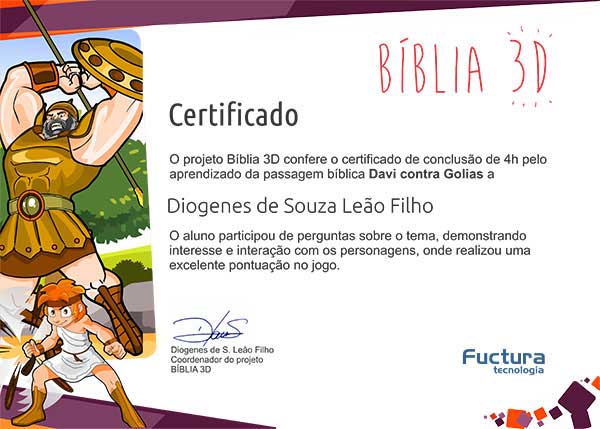 BÍBLIA 3D
Certificado
O projeto Bíblia 3D confere o certificado de conclusão de 4h pelo
aprendizado da passagem bíblica Davi contra Golias a
Diogenes de Souza Leão Filho
O aluno participou de perguntas sobre o tema, demonstrando
interesse e interação com os personagens, onde realizou uma
excelente pontuação no jogo.
Diogenes de S. Leão Filho
Coordenador do projeto
BÍBLIA 3D
Fuctura
tecnologia